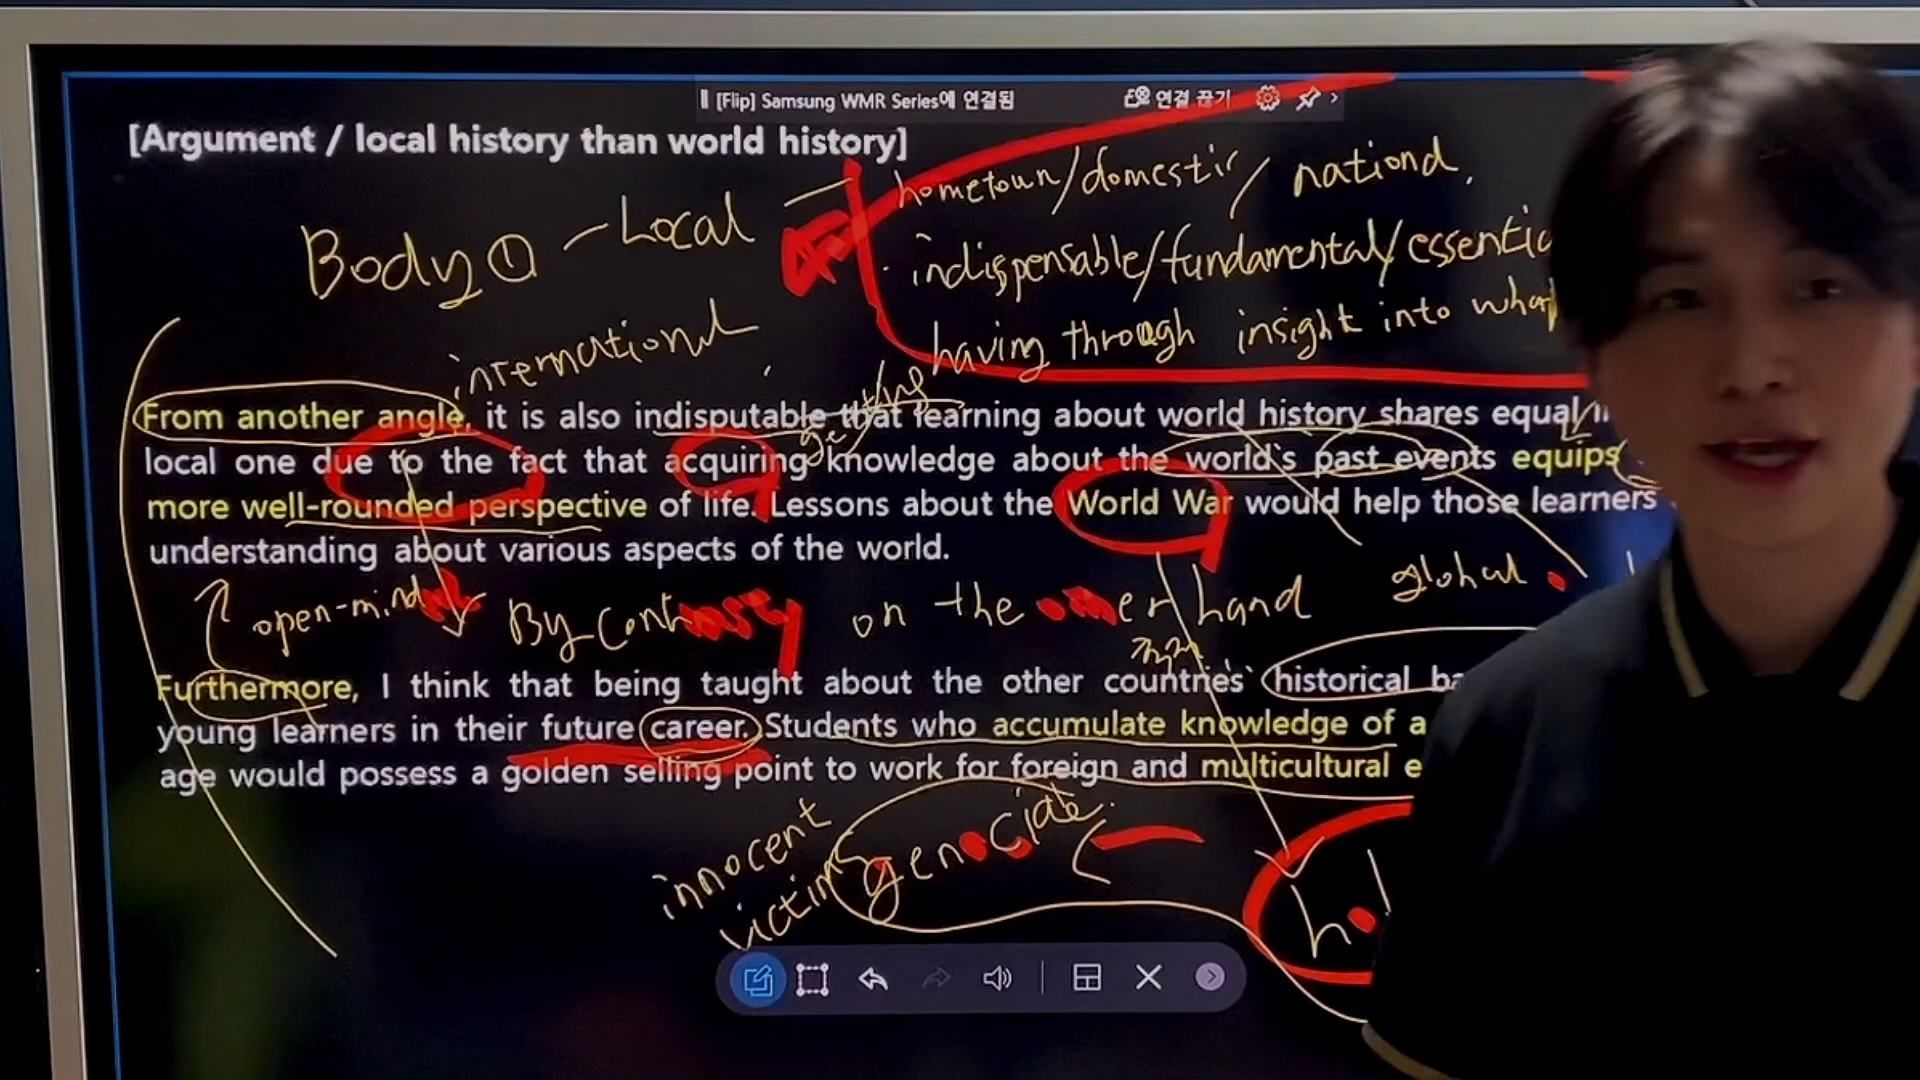 [Flip] Samsung WMR Series에 연결됨 연결 끊기
[Argument / local history than world history]
hometown/domestic/ nationd.
Body ① - Local
indispensable/fundamental/essentic
having through insight into what
international
getting
From another angle, it is also indisputable that learning about world history shares equal
local one due to the fact that acquiring knowledge about the world`s past events equips
more well-rounded perspective of life. Lessons about the World War would help those learners
understanding about various aspects of the world.
open-mind By contrary on the other hand global
Furthermore, I think that being taught about the other countries` historical ba
young learners in their future career. Students who accumulate knowledge of a
age would possess a golden selling point to work for foreign and multicultural e
innocent
victims genocide